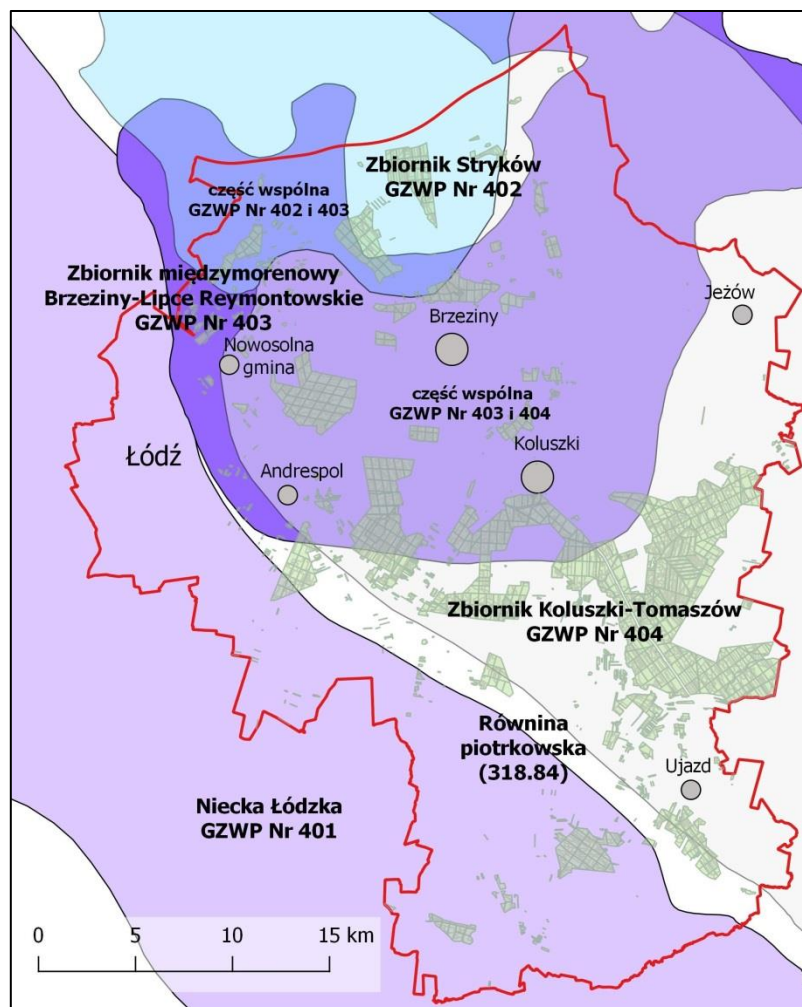 Zbiornik Stryków
GZWP Nr 402
część wspólna
GZWP Nr 402 i 403
Zbiornik międzymorenowy
Brzeziny-Lipce Reymontowskie
GZWP Nr 403
Jeżów
Brzeziny
Nowosolna
gmina
część wspólna
GZWP Nr 403 i 404
Koluszki
Łódź
Andrespol
Zbiornik Koluszki-Tomaszów
GZWP Nr 404
Równina
piotrkowska
(318.84)
Ujazd
Niecka Łódzka
GZWP Nr 401
0 5 10 15 km